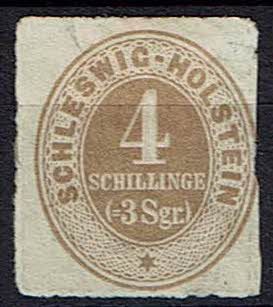 SCHLESWIG-HOLSTEIN
4
SCHILLINGE
(=3Sgr.)